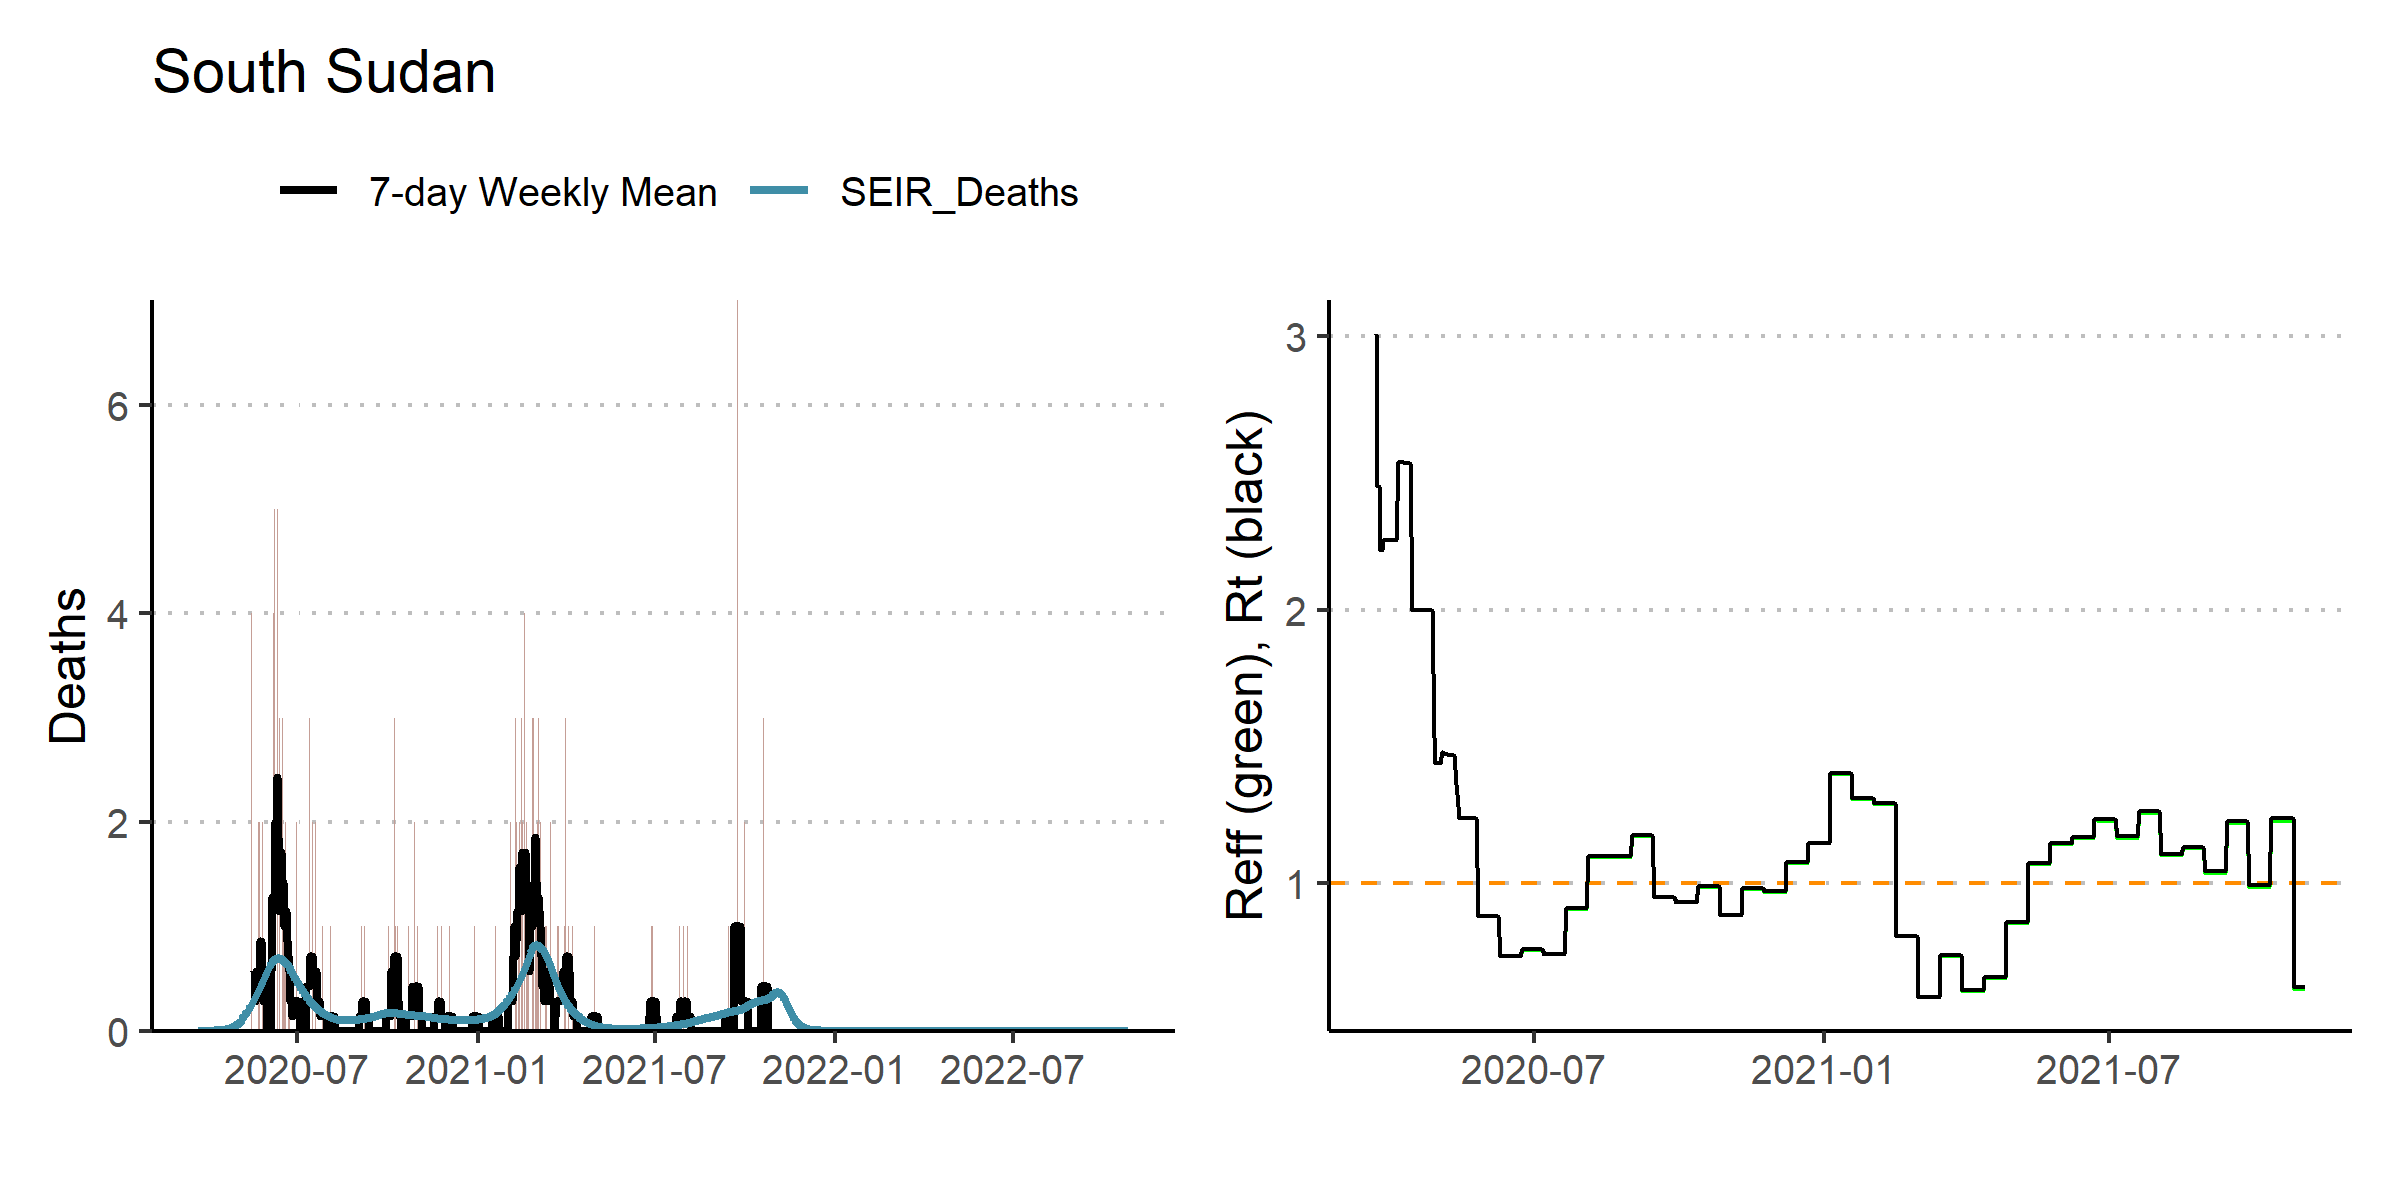 South Sudan
7-day Weekly Mean SEIR_Deaths
Deaths
6
4
2
0
2020-07 2021-01 2021-07 2022-01 2022-07
Reff (green), Rt (black)
3
2
1
2020-07 2021-01 2021-07